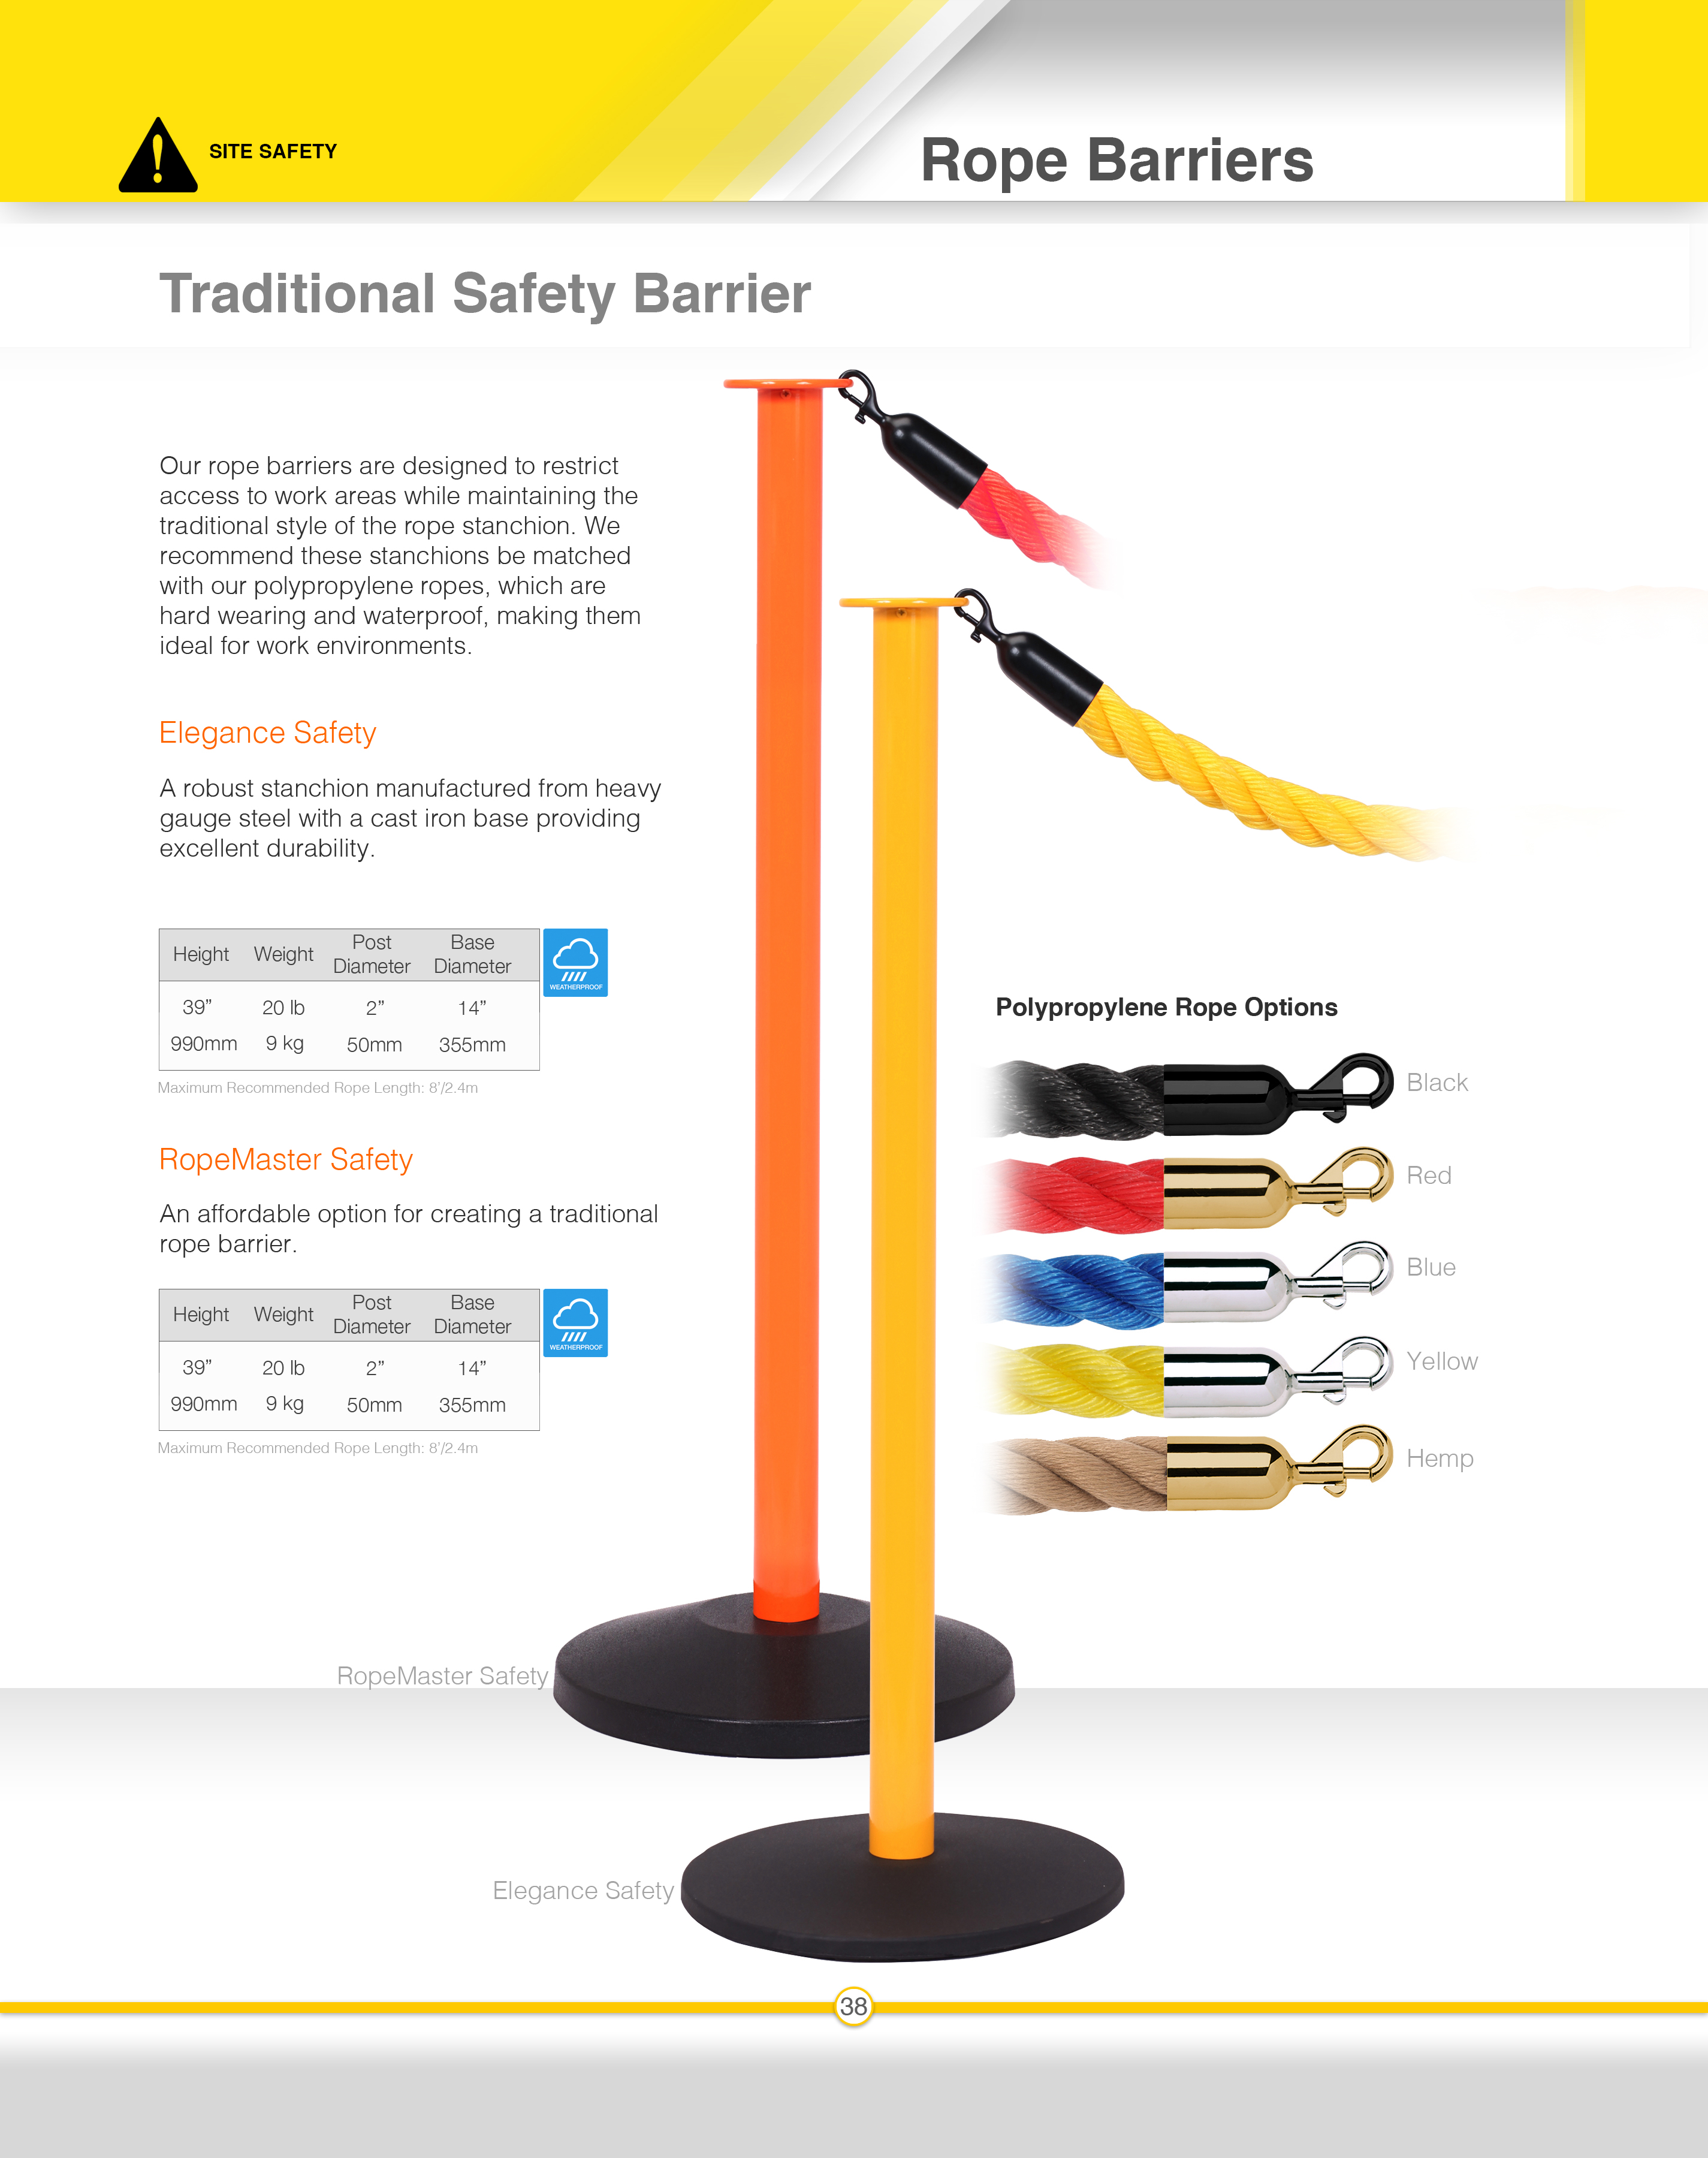 SITE SAFETY
Rope Barriers
Traditional Safety Barrier
Our rope barriers are designed to restrict
access to work areas while maintaining the
traditional style of the rope stanchion. We
recommend these stanchions be matched
with our polypropylene ropes, which are
hard wearing and waterproof, making them
ideal for work environments.
Elegance Safety
A robust stanchion manufactured from heavy
gauge steel with a cast iron base providing
excellent durability.
Height Weight Post Diameter Base Diameter
39” 20 lb 2” 14”
990mm 9 kg 50mm 355mm
WEATHERPROOF
Maximum Recommended Rope Length: 8’/2.4m
RopeMaster Safety
An affordable option for creating a traditional
rope barrier.
Height Weight Post Diameter Base Diameter
39” 20 lb 2” 14”
990mm 9 kg 50mm 355mm
WEATHERPROOF
Maximum Recommended Rope Length: 8’/2.4m
Polypropylene Rope Options
Black
Red
Blue
Yellow
Hemp
RopeMaster Safety
Elegance Safety
38